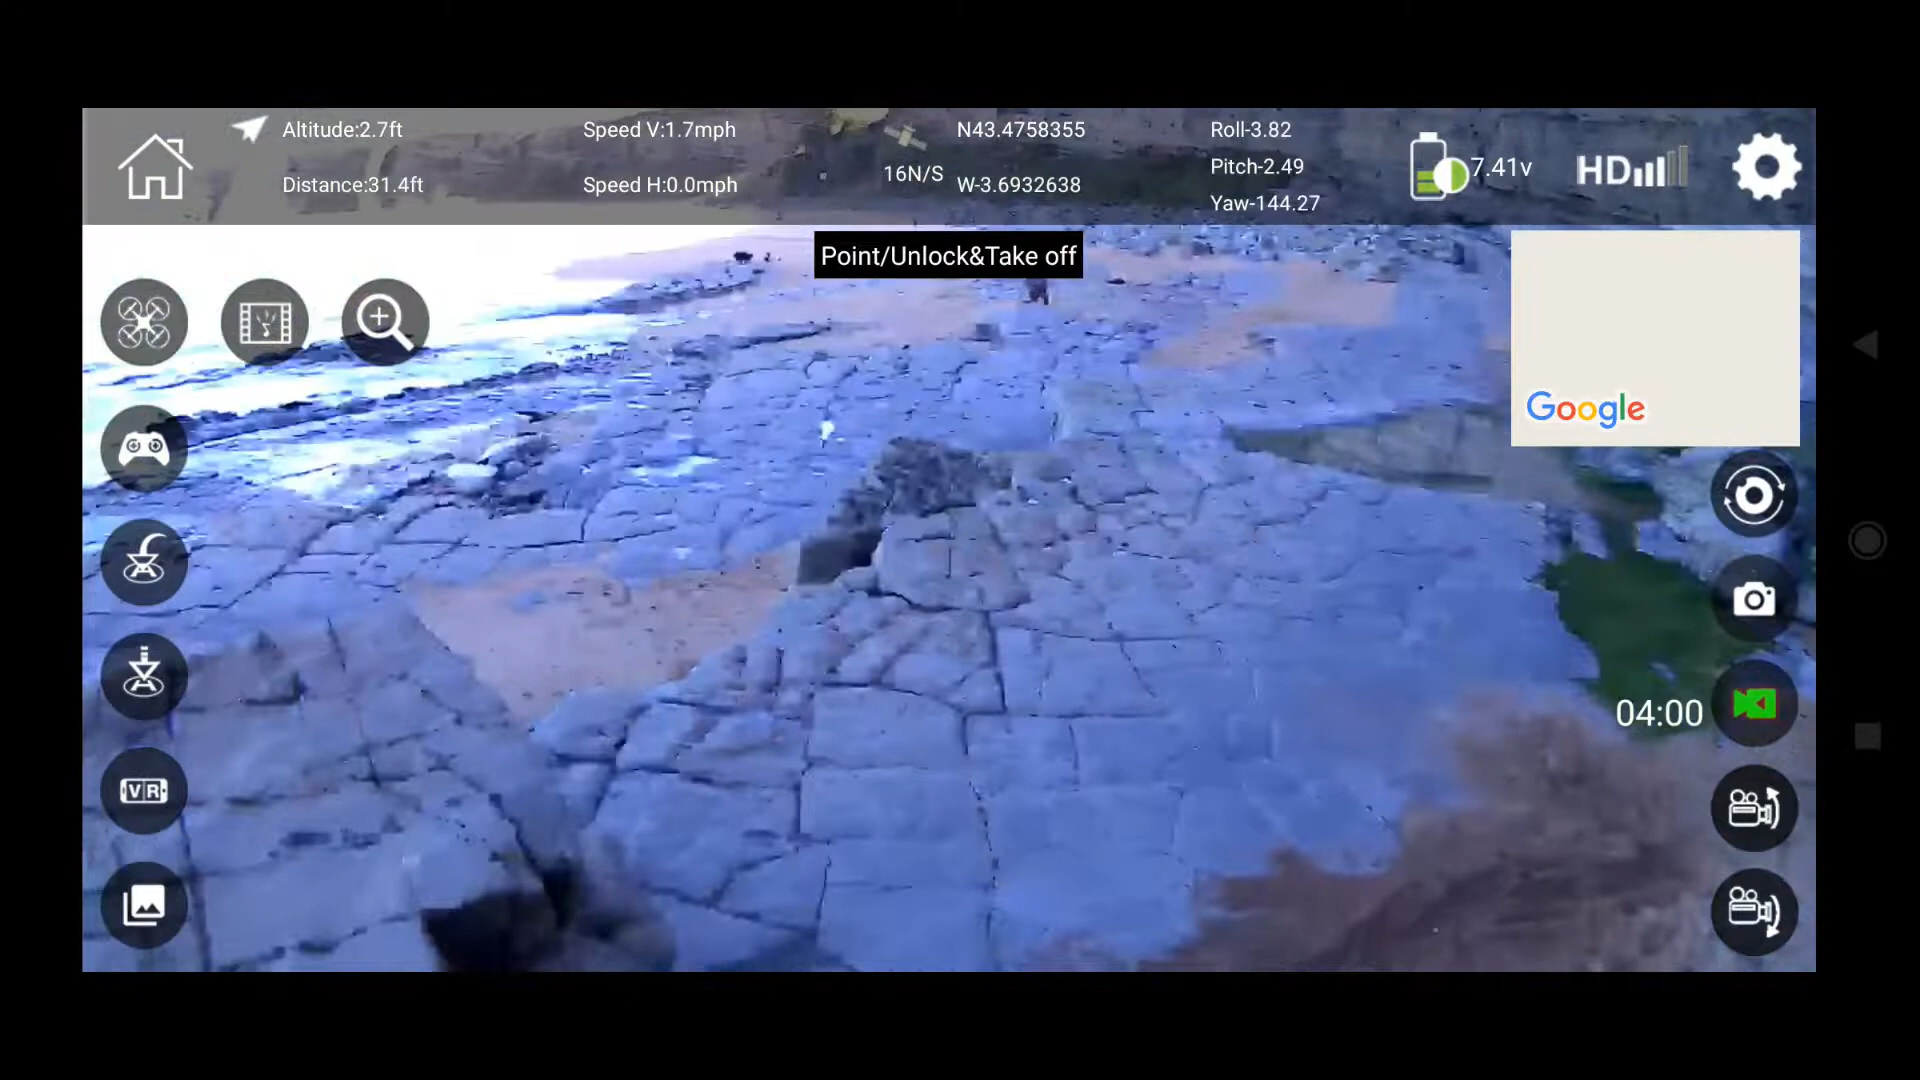 Altitude:2.7ft
Speed V:1.7mph
N43.4758355
Roll-3.82
Distance:31.4ft
Speed H:0.0mph
16N/S
W-3.6932638
Pitch-2.49
Yaw-144.27
7.41v
HD
Point/Unlock&Take off
Google
04:00
VR